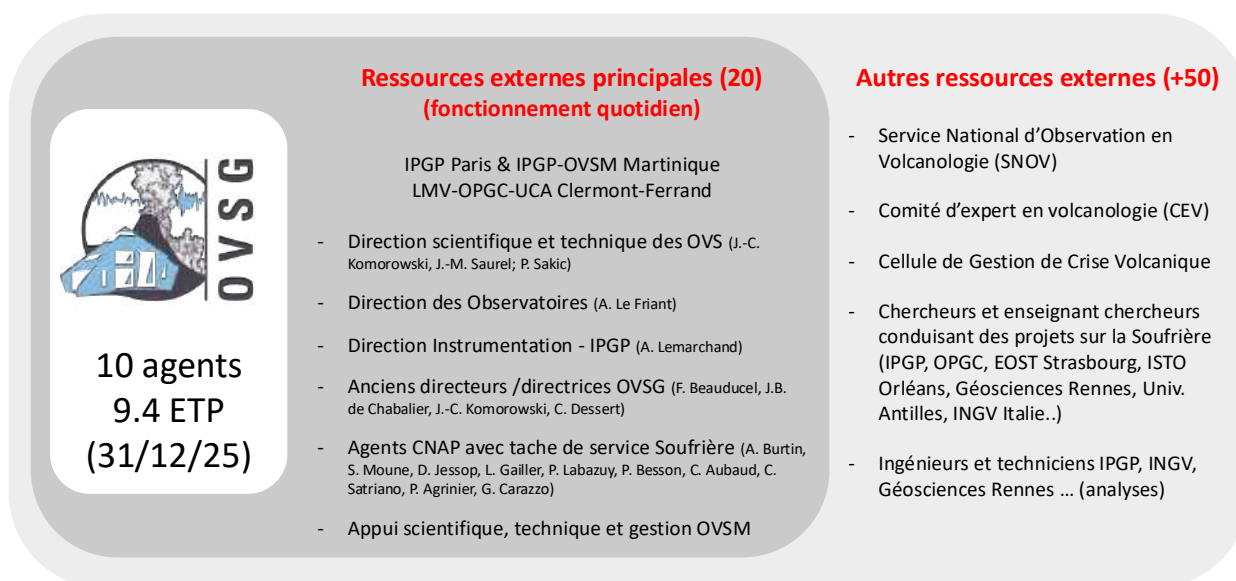 OVSG
10 agents
9.4 ETP
(31/12/25)
Ressources externes principales (20)
(fonctionnement quotidien)
IPGP Paris & IPGP-OVSM Martinique
LMV-OPGC-UCA Clermont-Ferrand
- Direction scientifique et technique des OVS (J.-C.
Komorowski, J.-M. Saurel; P. Sakic)
- Direction des Observatoires (A. Le Friant)
- Direction Instrumentation - IPGP (A. Lemarchand)
- Anciens directeurs /directrices OVSG (F. Beauducel, J.B.
de Chabalier, J.-C. Komorowski, C. Dessert)
- Agents CNAP avec tache de service Soufrière (A. Burtin,
S. Moune, D. Jessop, L. Gailler, P. Labazuy, P. Besson, C. Aubaud, C.
Satriano, P. Agrinier, G. Carazzo)
- Appui scientifique, technique et gestion OVSM
Autres ressources externes (+50)
- Service National d’Observation en
Volcanologie (SNOV)
- Comité d’expert en volcanologie (CEV)
- Cellule de Gestion de Crise Volcanique
- Chercheurs et enseignant chercheurs
conduisant des projets sur la Soufrière
(IPGP, OPGC, EOST Strasbourg, ISTO
Orléans, Géosciences Rennes, Univ.
Antilles, INGV Italie..)
- Ingénieurs et techniciens IPGP, INGV,
Géosciences Rennes ... (analyses)